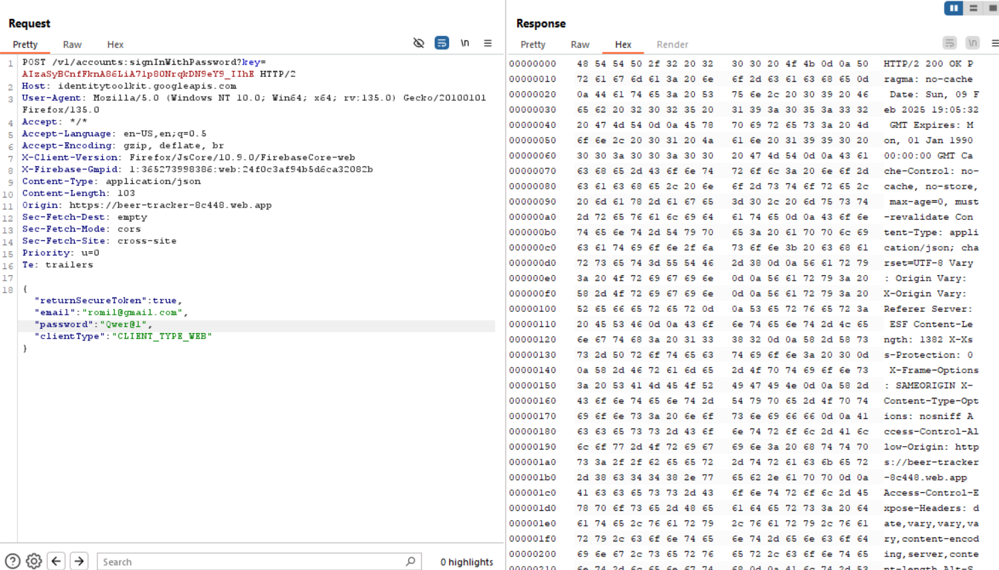 Request
Pretty Raw Hex \n
1 POST /v1/accounts:signInWithPassword?key=
AIzaSyBCnfFknA86LiA7lp80NrqkDN9eY9_IIhE HTTP/2
2 Host: identitytoolkit.googleapis.com
3 User-Agent: Mozilla/5.0 (Windows NT 10.0; Win64; x64; rv:135.0) Gecko/20100101
Firefox/135.0
4 Accept: */*
5 Accept-Language: en-US,en;q=0.5
6 Accept-Encoding: gzip, deflate, br
7 X-Client-Version: Firefox/JsCore/10.9.0/FirebaseCore-web
8 X-Firebase-Gmpid: 1:365273998386:web:24f0c3af94b5d6ca32082b
9 Content-Type: application/json
10 Content-Length: 103
11 Origin: https://beer-tracker-8c448.web.app
12 Sec-Fetch-Dest: empty
13 Sec-Fetch-Mode: cors
14 Sec-Fetch-Site: cross-site
15 Priority: u=0
16 Te: trailers
17
18 {
"returnSecureToken":true,
"email":"romil@gmail.com",
"password":"Qwer@1",
"clientType":"CLIENT_TYPE_WEB"
}
Search
0 highlights
Response
Pretty Raw Hex Render \n
00000000 48 54 54 50 2f 32 20 32 30 30 20 4f 4b 0d 0a 50 HTTP/2 200 OK P
00000010 72 61 67 6d 61 3a 20 6e 6f 2d 63 61 63 68 65 0d ragma: no-cache
00000020 0a 44 61 74 65 3a 20 53 75 6e 2c 20 30 39 20 46 Date: Sun, 09 F
00000030 65 62 20 32 30 32 35 20 31 39 3a 30 35 3a 33 32 eb 2025 19:05:32
00000040 20 47 4d 54 0d 0a 45 78 70 69 72 65 73 3a 20 4d GMT Expires: M
00000050 6f 6e 2c 20 30 31 20 4a 61 6e 20 31 39 39 30 20 on, 01 Jan 1990
00000060 30 30 3a 30 30 3a 30 30 20 47 4d 54 0d 0a 43 61 00:00:00 GMT Ca
00000070 63 68 65 2d 43 6f 6e 74 72 6f 6c 3a 20 6e 6f 2d che-Control: no-
00000080 63 61 63 68 65 2c 20 6e 6f 2d 73 74 6f 72 65 2c cache, no-store,
00000090 20 6d 61 78 2d 61 67 65 3d 30 2c 20 6d 75 73 74 max-age=0, must
000000a0 2d 72 65 76 61 6c 69 64 61 74 65 0d 0a 43 6f 6e -revalidate Con
000000b0 74 65 6e 74 2d 54 79 70 65 3a 20 61 70 70 6c 69 tent-Type: appli
000000c0 63 61 74 69 6f 6e 2f 6a 73 6f 6e 3b 20 63 68 61 cation/json; cha
000000d0 72 73 65 74 3d 55 54 46 2d 38 0d 0a 56 61 72 79 rset=UTF-8 Vary
000000e0 3a 20 4f 72 69 67 69 6e 0d 0a 56 61 72 79 3a 20 : Origin Vary:
000000f0 58 2d 4f 72 69 67 69 6e 0d 0a 56 61 72 79 3a 20 X-Origin Vary:
00000100 52 65 66 65 72 65 72 0d 0a 53 65 72 76 65 72 3a Referer Server:
00000110 20 45 53 46 0d 0a 43 6f 6e 74 65 6e 74 2d 4c 65 ESF Content-Le
00000120 6e 67 74 68 3a 20 31 33 38 32 0d 0a 58 2d 58 73 ngth: 1382 X-Xs
00000130 73 2d 50 72 6f 74 65 63 74 69 6f 6e 3a 20 30 0d s-Protection: 0
00000140 0a 58 2d 46 72 61 6d 65 2d 4f 70 74 69 6f 6e 73 X-Frame-Options
00000150 3a 20 53 41 4d 45 4f 52 49 47 49 4e 0d 0a 58 2d : SAMEORIGIN X-
00000160 43 6f 6e 74 65 6e 74 2d 54 79 70 65 2d 4f 70 74 Content-Type-Opt
00000170 69 6f 6e 73 3a 20 6e 6f 73 6e 69 66 66 0d 0a 41 ions: nosniff A
00000180 63 63 65 73 73 2d 43 6f 6e 74 72 6f 6c 2d 41 6c ccess-Control-Al
00000190 6c 6f 77 2d 4f 72 69 67 69 6e 3a 20 68 74 74 70 low-Origin: http
000001a0 73 3a 2f 2f 62 65 65 72 2d 74 72 61 63 6b 65 72 s://beer-tracker
000001b0 2d 38 63 34 34 38 2e 77 65 62 2e 61 70 70 0d 0a -8c448.web.app
000001c0 41 63 63 65 73 73 2d 43 6f 6e 74 72 6f 6c 2d 45 Access-Control-E
000001d0 78 70 6f 73 65 2d 48 65 61 64 65 72 73 3a 20 64 xpose-Headers: d
000001e0 61 74 65 2c 76 61 72 79 2c 76 61 72 79 2c 76 61 ate,vary,vary,va
000001f0 72 79 2c 63 6f 6e 74 65 6e 74 2d 65 6e 63 6f 64 ry,content-encod
00000200 69 6e 67 2c 73 65 72 76 65 72 2c 63 6f 6e 74 65 ing,server,conte
00000210 6e 74 2d 6c 65 6e 67 74 68 0d 0a 41 6c 74 2d 53 nt-length Alt-S